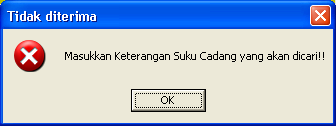 Tidak diterima
Masukkan Keterangan Suku Cadang yang akan dicari!!
OK